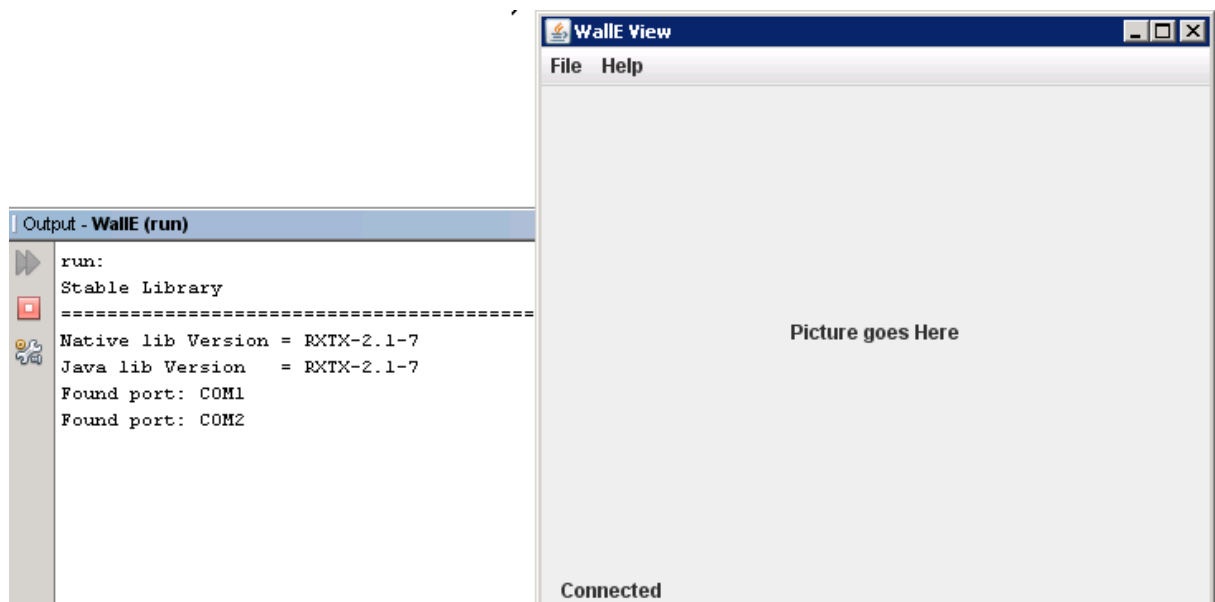 Output - WallE (run)
run:
Stable Library
=========================================
Native lib Version = RXTX-2.1-7
Java lib Version   = RXTX-2.1-7
Found port: COM1
Found port: COM2
WallE View
File Help
Picture goes Here
Connected